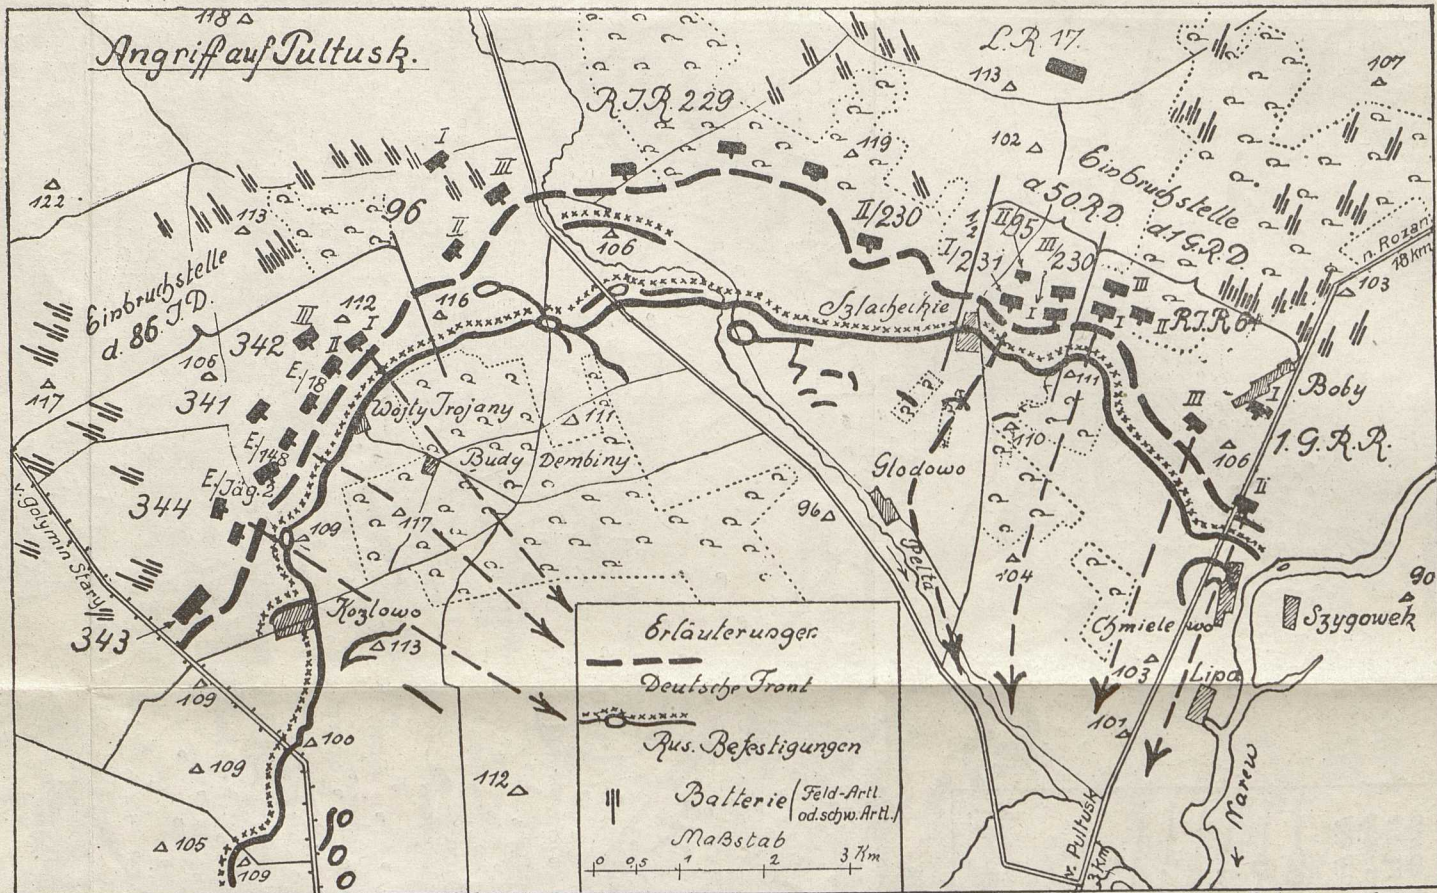 118
Angriff auf Pultusk.
L.R. 17.
113
107
R.I.R. 229
119
102
Einbruchstelle
d. 50 R.D.
Einbruchstelle
d. 1 G.R.D
122
113
96
I
III
II
106
II/230
1/2 II/95
I/231
III/230
n. Rozan
18 km
103
Einbruchstelle
d. 86. I.D.
112
116
III
342
I
II
Szlacheckie
I
III
I
II R.I.R 64
106
117
E/18
341
Wójty Trojany
111
111
Boby
I
III
E/148
Budy Dembiny
110
106
1. G.R.R.
E/Jäg.2
344
Glodowo
117
109
96
II
v. Golymin Stary
Pelta
104
90
343
Kozlowo
113
Chmielewo
Szygowek
103
Lipa
109
101
100
109
112
105
109
Narew
v. Pultusk
3 Km
Erläuterungen
Deutsche Front
Rus. Befestigungen
Batterie (Feld-Artl.
od. schw. Artl.)
Maßstab
0 0,5 1 2 3 Km